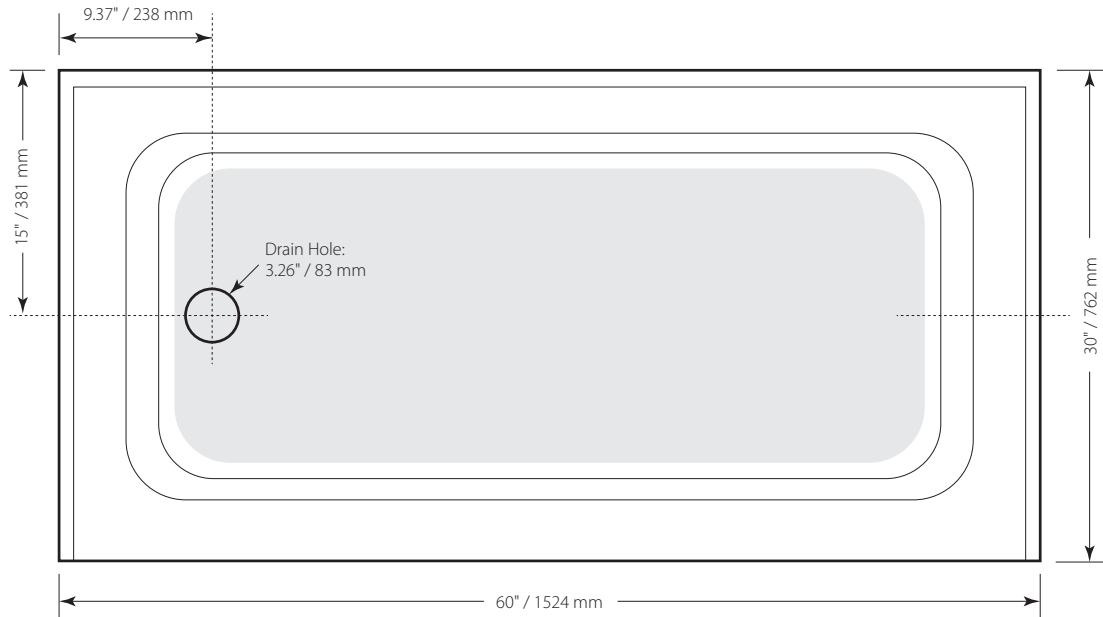 9.37" / 238 mm
15" / 381 mm
Drain Hole:
3.26" / 83 mm
30" / 762 mm
60" / 1524 mm